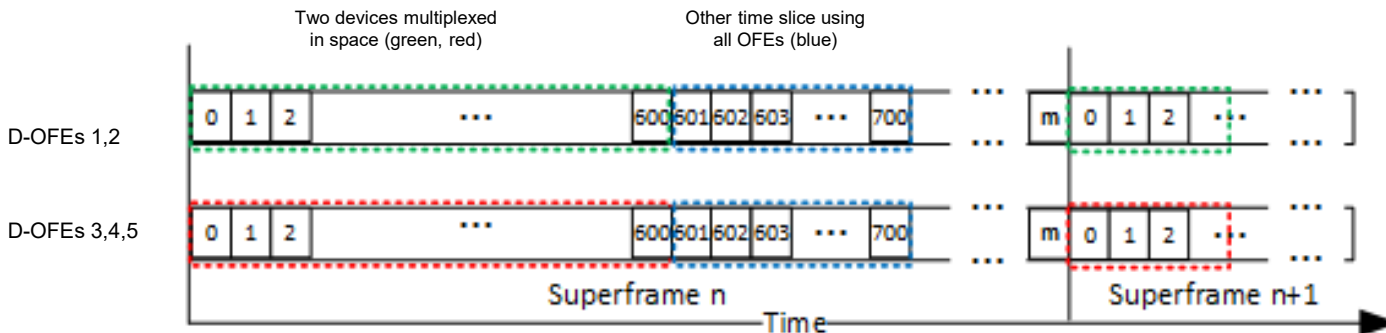 Two devices multiplexed
in space (green, red)
Other time slice using
all OFEs (blue)
D-OFEs 1,2
0 1 2 ... 600 601 602 603 ... 700 ... ... m 0 1 2 ... ... ...
D-OFEs 3,4,5
0 1 2 ... 600 601 602 603 ... 700 ... ... m 0 1 2 ... ... ...
Superframe n
Superframe n+1
Time